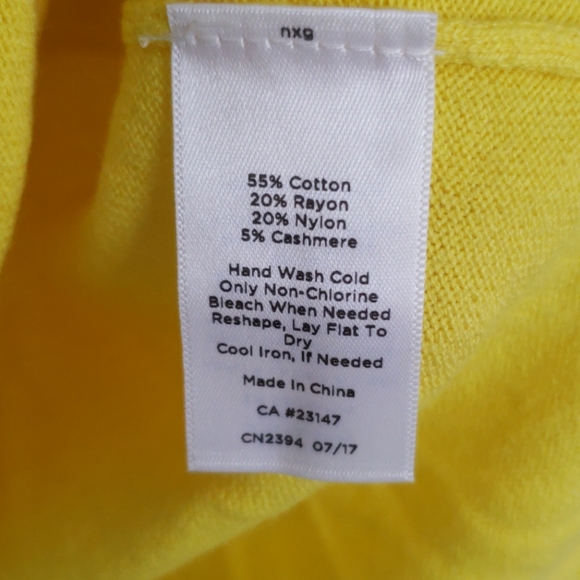 nxg
55% Cotton
20% Rayon
20% Nylon
5% Cashmere
Hand Wash Cold
Only Non-Chlorine
Bleach When Needed
Reshape, Lay Flat To
Dry
Cool Iron, If Needed
Made In China
CA #23147
CN2394 07/17